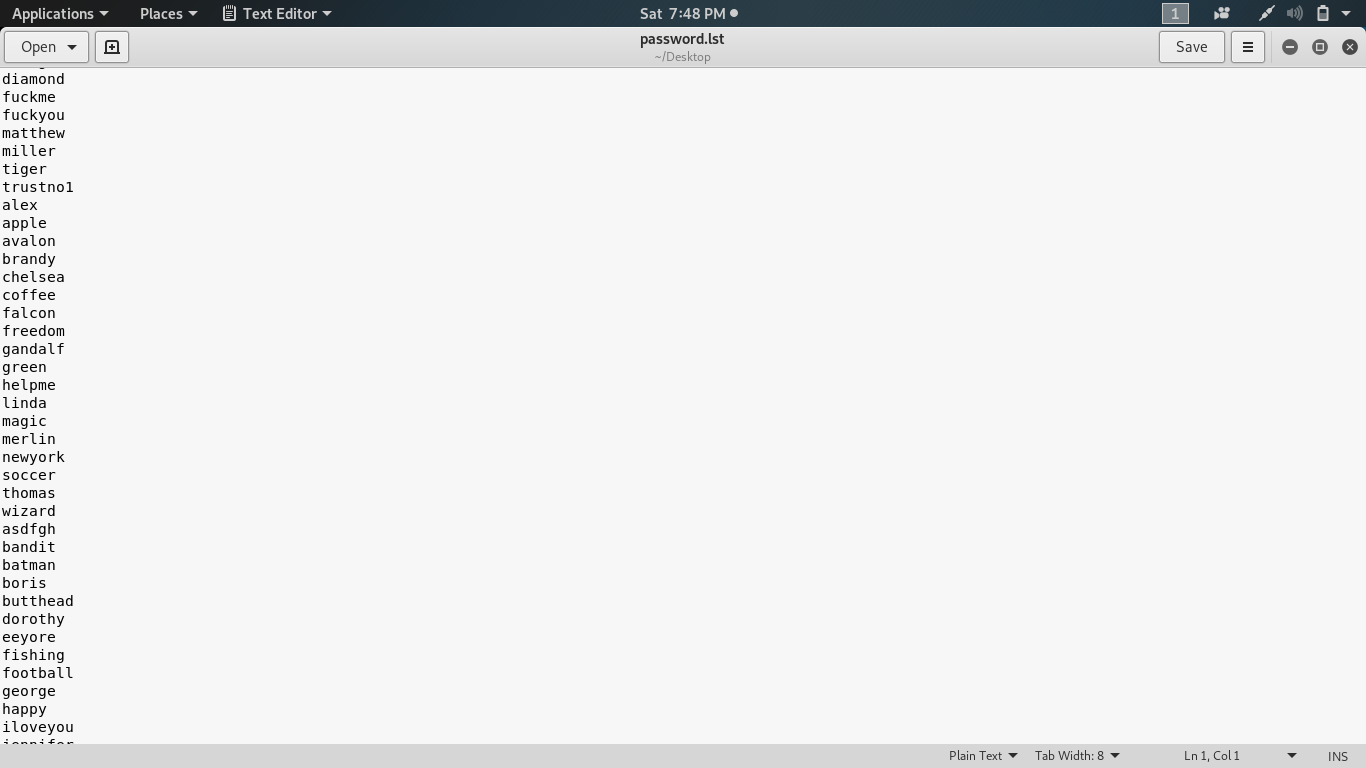 Applications Places Text Editor Sat 7:48 PM 1
Open password.lst Save
~/Desktop
diamond
fuckme
fuckyou
matthew
miller
tiger
trustno1
alex
apple
avalon
brandy
chelsea
coffee
falcon
freedom
gandalf
green
helpme
linda
magic
merlin
newyork
soccer
thomas
wizard
asdfgh
bandit
batman
boris
butthead
dorothy
eeyore
fishing
football
george
happy
iloveyou
Plain Text Tab Width: 8 Ln 1, Col 1 INS